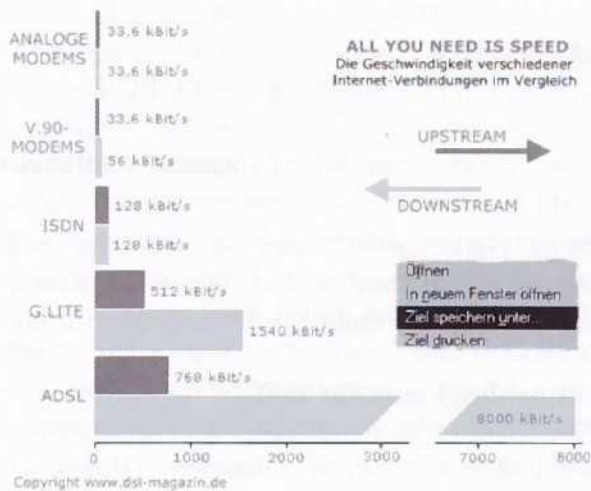 ANALOGE
MODEMS
33,6 kBit/s
33,6 kBit/s
ALL YOU NEED IS SPEED
Die Geschwindigkeit verschiedener
Internet-Verbindungen im Vergleich
V.90-
MODEMS
33,6 kBit/s
56 kBit/s
UPSTREAM
DOWNSTREAM
ISDN
128 kBit/s
128 kBit/s
G.LITE
512 kBit/s
1540 kBit/s
Öffnen
In neuem Fenster öffnen
Ziel speichern unter...
Ziel drucken
ADSL
768 kBit/s
8000 kBit/s
0 1000 2000 3000 7000 8000
Copyright www.dsl-magazin.de